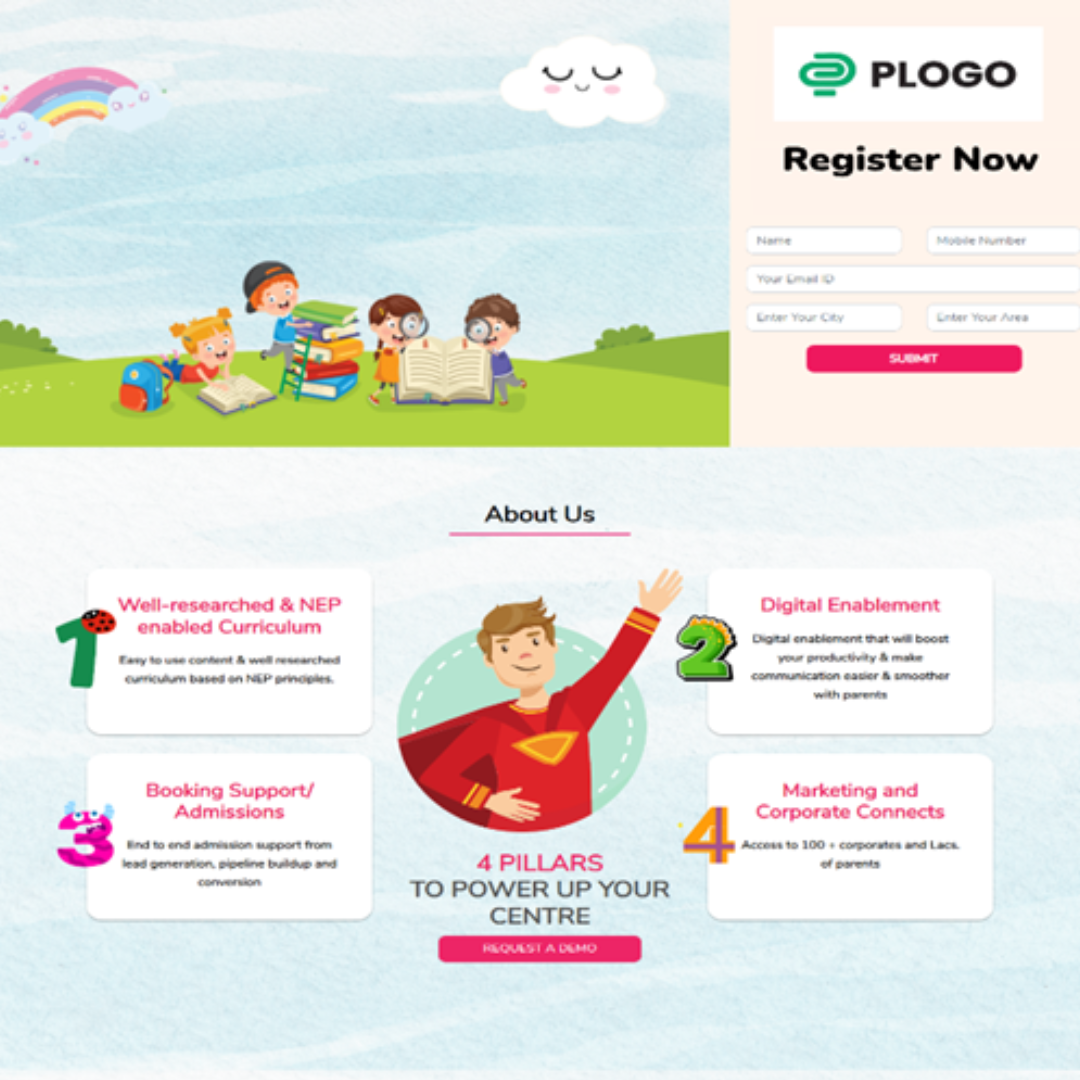 PLOGO
Register Now
Name
Mobile Number
Your Email ID
Enter Your City
Enter Your Area
SUBMIT
About Us
1
Well-researched & NEP
enabled Curriculum
Easy to use content & well researched
curriculum based on NEP principles.
2
Digital Enablement
Digital enablement that will boost
your productivity & make
communication easier & smoother
with parents
3
Booking Support/
Admissions
End to end admission support from
lead generation, pipeline buildup and
conversion
4
Marketing and
Corporate Connects
Access to 100 + corporates and Lacs.
of parents
4 PILLARS
TO POWER UP YOUR
CENTRE
REQUEST A DEMO